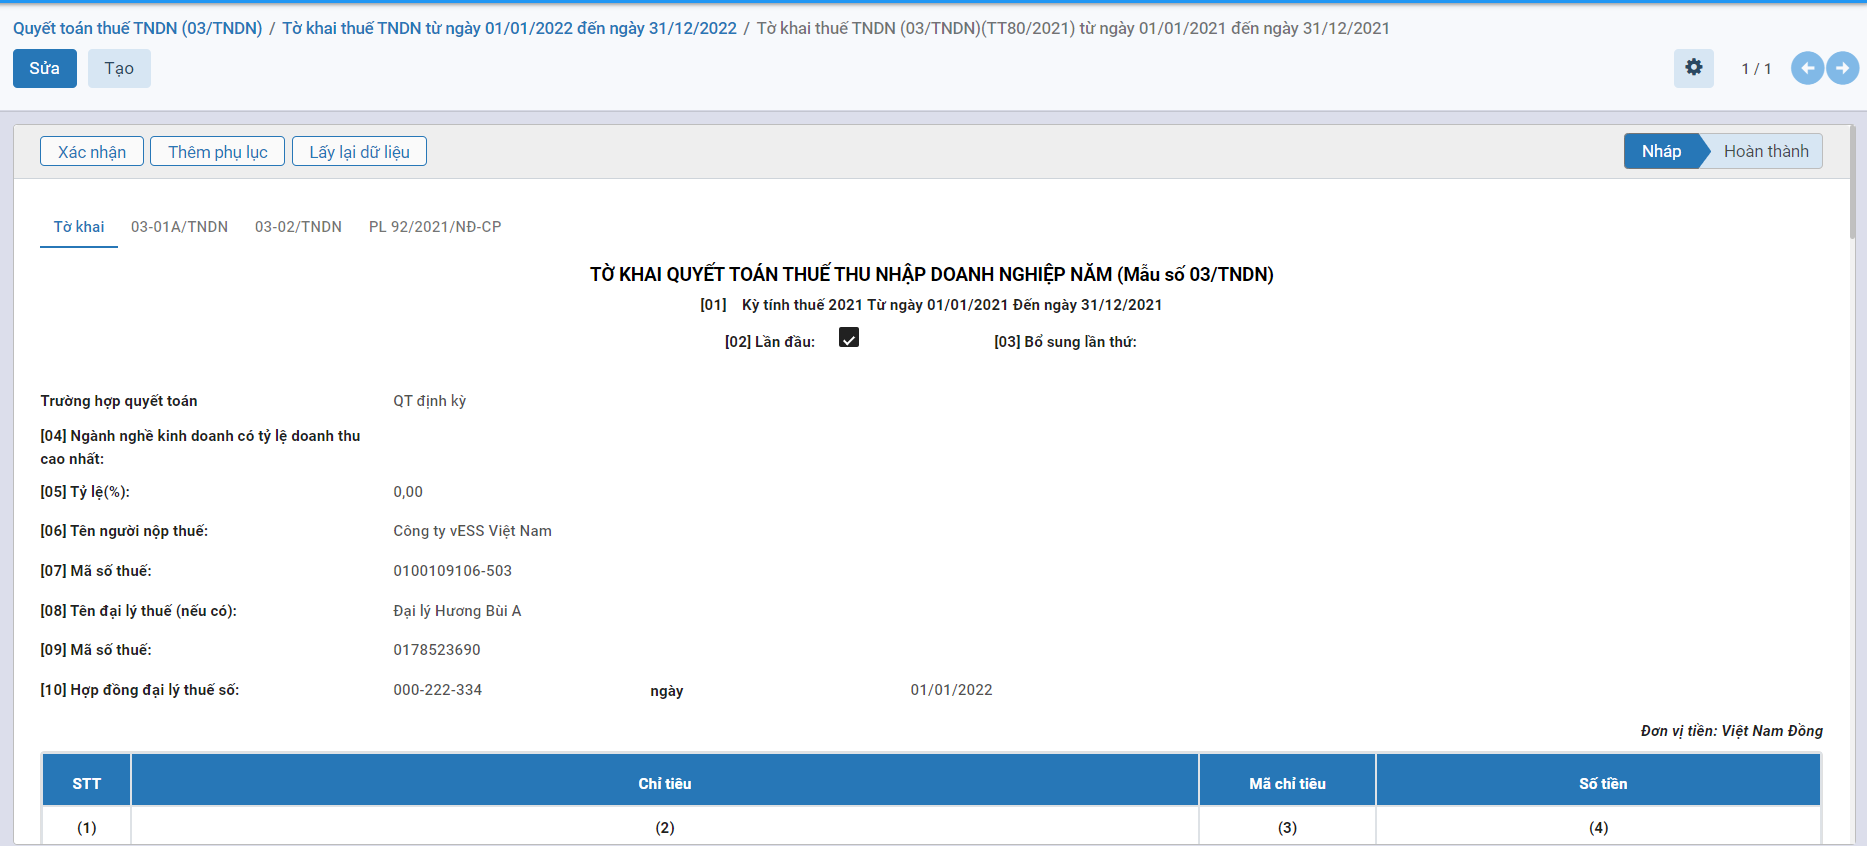 Quyết toán thuế TNDN (03/TNDN) / Tờ khai thuế TNDN từ ngày 01/01/2022 đến ngày 31/12/2022 / Tờ khai thuế TNDN (03/TNDN)(TT80/2021) từ ngày 01/01/2021 đến ngày 31/12/2021
Sửa Tạo 1 / 1
Xác nhận Thêm phụ lục Lấy lại dữ liệu Nháp Hoàn thành
Tờ khai 03-01A/TNDN 03-02/TNDN PL 92/2021/NĐ-CP
TỜ KHAI QUYẾT TOÁN THUẾ THU NHẬP DOANH NGHIỆP NĂM (Mẫu số 03/TNDN)
[01] Kỳ tính thuế 2021 Từ ngày 01/01/2021 Đến ngày 31/12/2021
[02] Lần đầu: [03] Bổ sung lần thứ:
Trường hợp quyết toán QT định kỳ
[04] Ngành nghề kinh doanh có tỷ lệ doanh thu
cao nhất:
[05] Tỷ lệ(%): 0,00
[06] Tên người nộp thuế: Công ty vESS Việt Nam
[07] Mã số thuế: 0100109106-503
[08] Tên đại lý thuế (nếu có): Đại lý Hương Bùi A
[09] Mã số thuế: 0178523690
[10] Hợp đồng đại lý thuế số: 000-222-334 ngày 01/01/2022
Đơn vị tiền: Việt Nam Đồng
STT Chỉ tiêu Mã chỉ tiêu Số tiền
(1) (2) (3) (4)